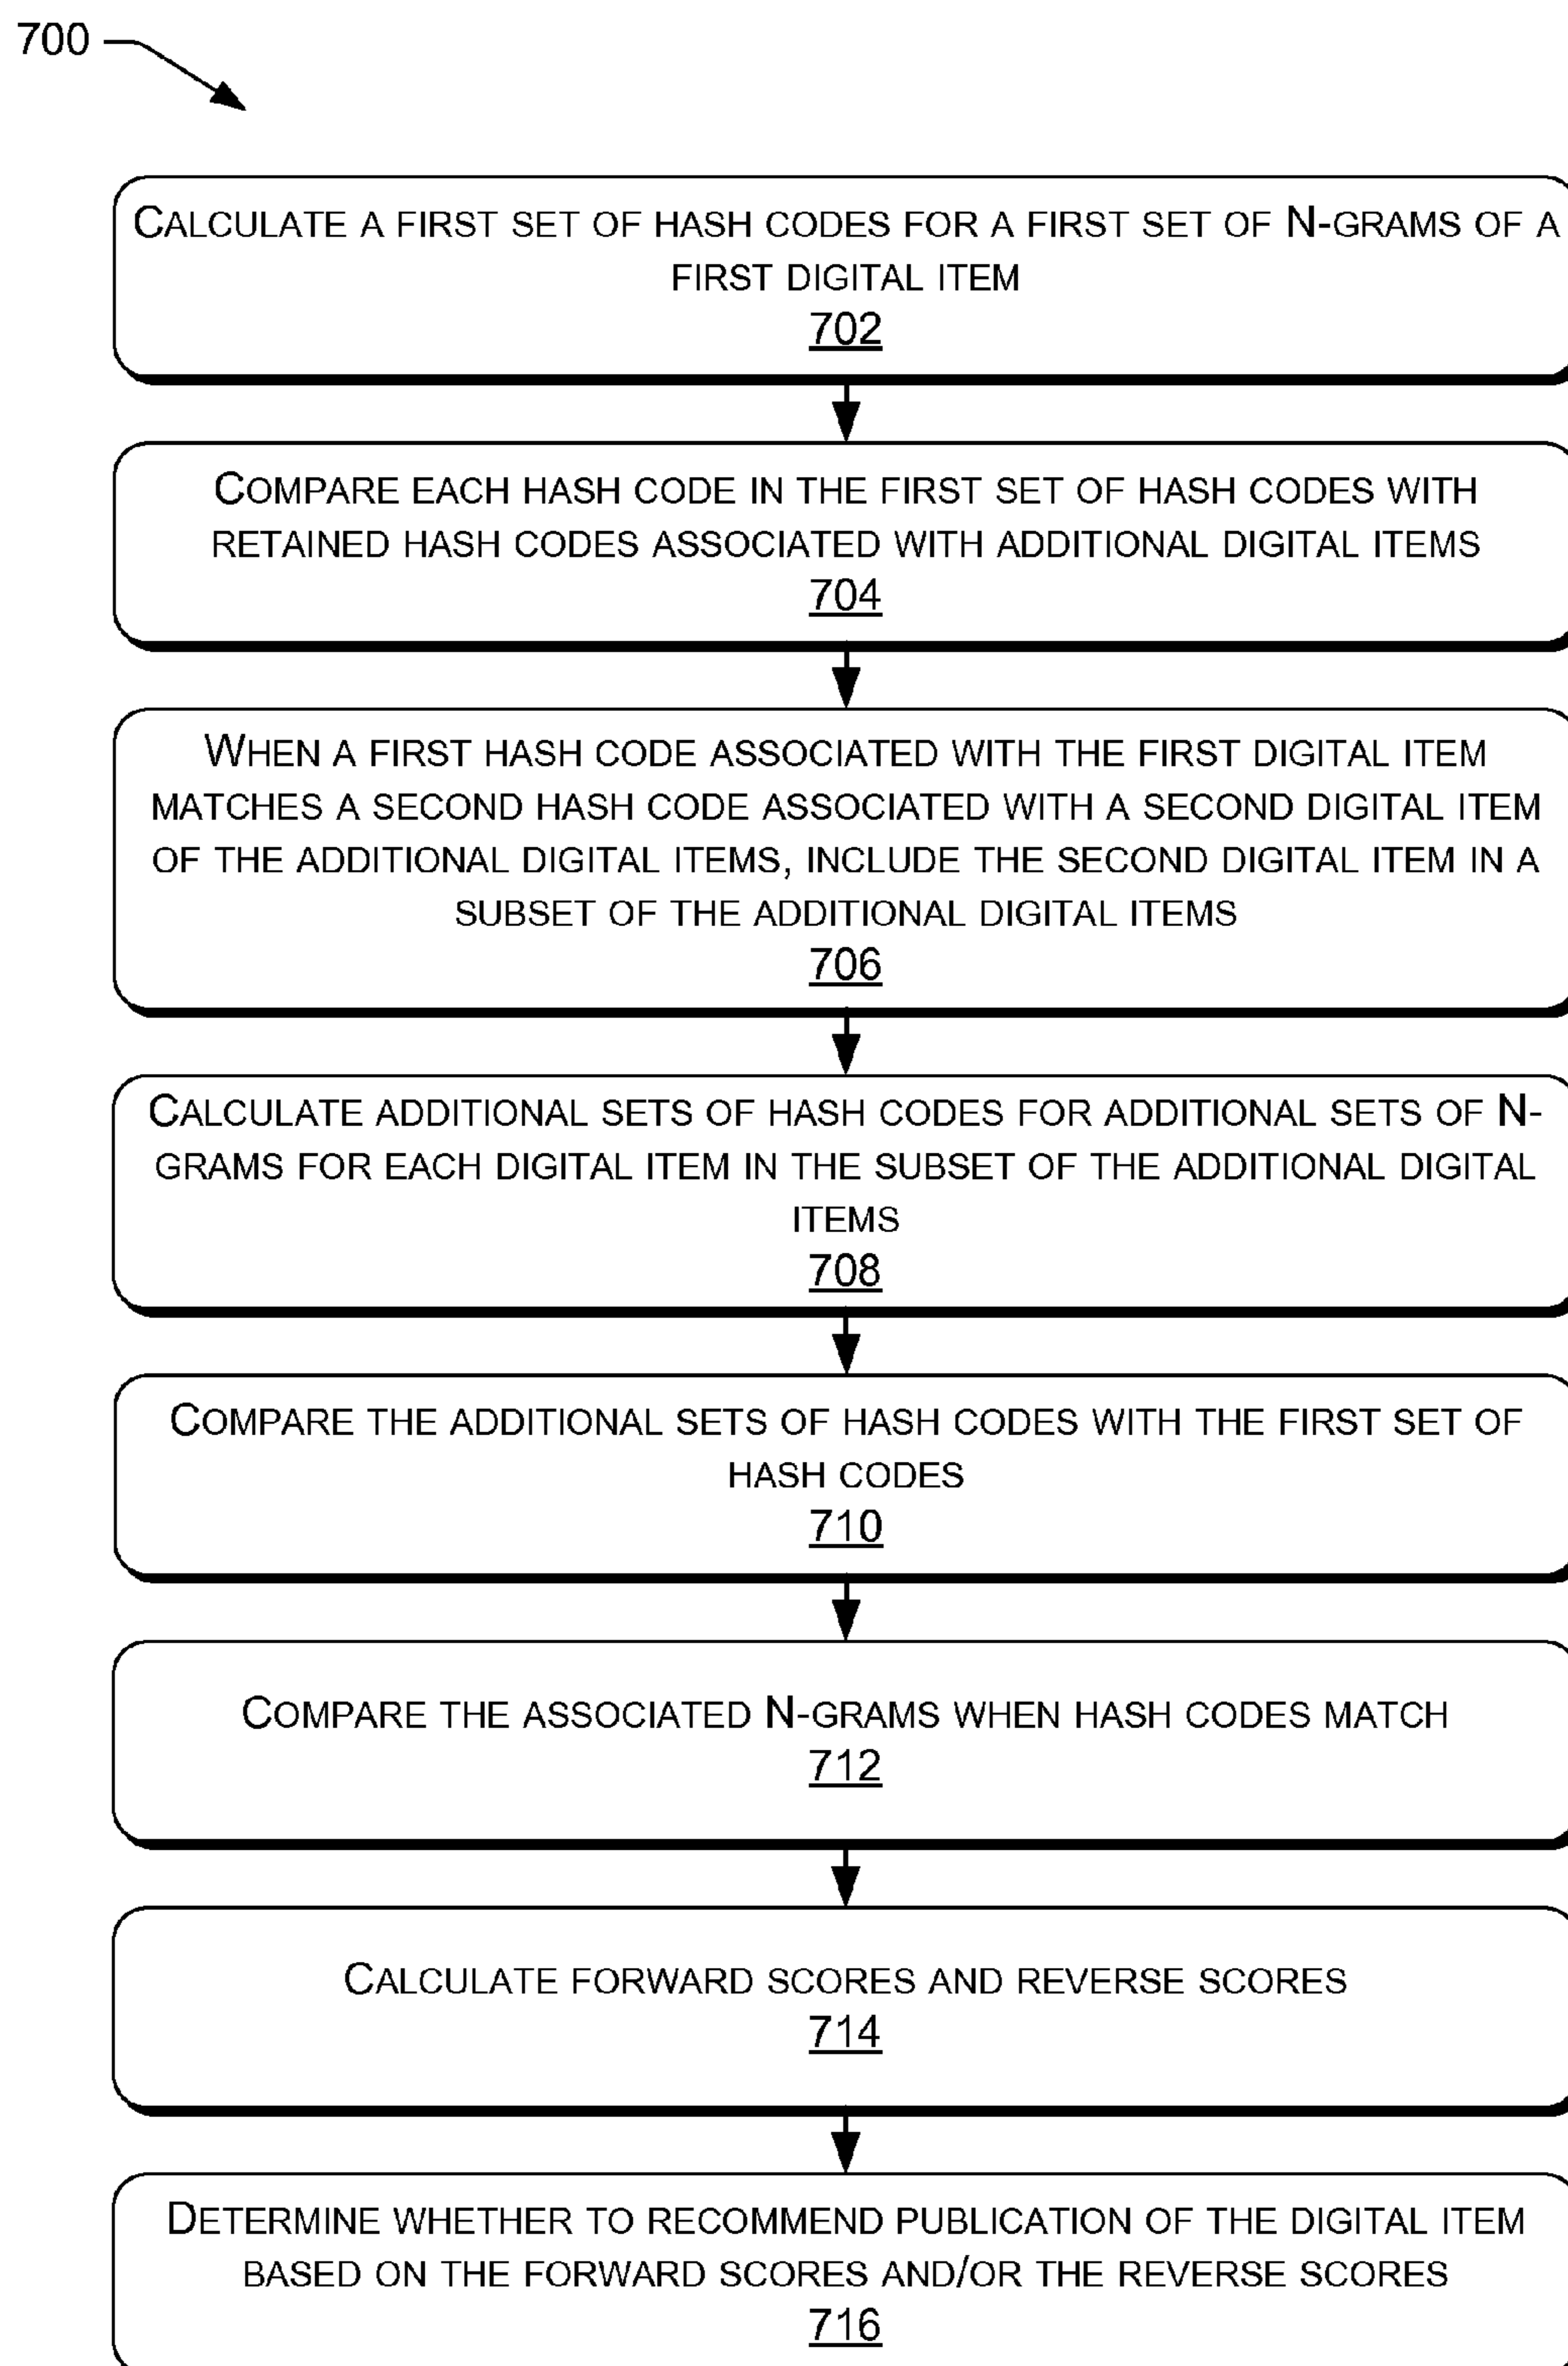 700
CALCULATE A FIRST SET OF HASH CODES FOR A FIRST SET OF N-GRAMS OF A
FIRST DIGITAL ITEM
702
COMPARE EACH HASH CODE IN THE FIRST SET OF HASH CODES WITH
RETAINED HASH CODES ASSOCIATED WITH ADDITIONAL DIGITAL ITEMS
704
WHEN A FIRST HASH CODE ASSOCIATED WITH THE FIRST DIGITAL ITEM
MATCHES A SECOND HASH CODE ASSOCIATED WITH A SECOND DIGITAL ITEM
OF THE ADDITIONAL DIGITAL ITEMS, INCLUDE THE SECOND DIGITAL ITEM IN A
SUBSET OF THE ADDITIONAL DIGITAL ITEMS
706
CALCULATE ADDITIONAL SETS OF HASH CODES FOR ADDITIONAL SETS OF N-
GRAMS FOR EACH DIGITAL ITEM IN THE SUBSET OF THE ADDITIONAL DIGITAL
ITEMS
708
COMPARE THE ADDITIONAL SETS OF HASH CODES WITH THE FIRST SET OF
HASH CODES
710
COMPARE THE ASSOCIATED N-GRAMS WHEN HASH CODES MATCH
712
CALCULATE FORWARD SCORES AND REVERSE SCORES
714
DETERMINE WHETHER TO RECOMMEND PUBLICATION OF THE DIGITAL ITEM
BASED ON THE FORWARD SCORES AND/OR THE REVERSE SCORES
716